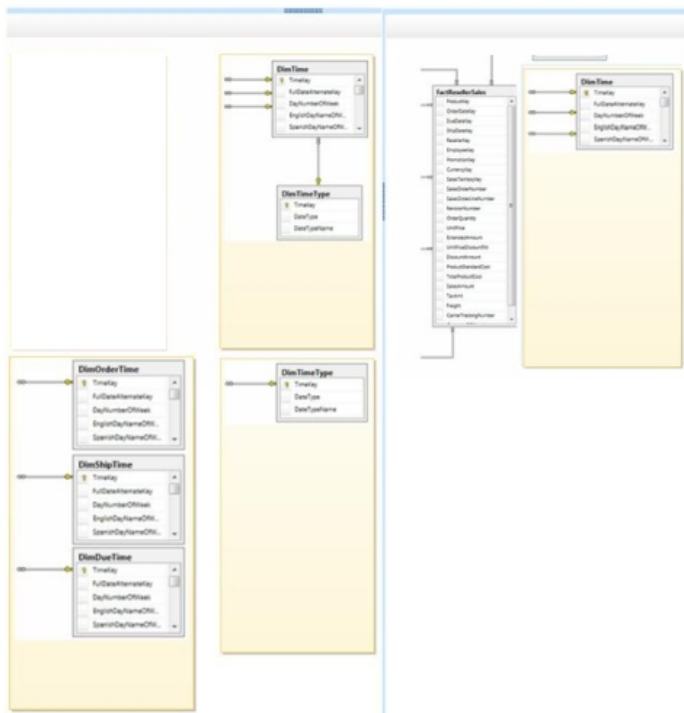 DimTime
TimeKey
FullDateAlternateKey
DayNumberOfWeek
EnglishDayNameOfW...
SpanishDayNameOfW...
DimTimeType
TimeKey
DateType
DateTypeName
DimOrderTime
TimeKey
FullDateAlternateKey
DayNumberOfWeek
EnglishDayNameOfW...
SpanishDayNameOfW...
DimShipTime
TimeKey
FullDateAlternateKey
DayNumberOfWeek
EnglishDayNameOfW...
SpanishDayNameOfW...
DimDueTime
TimeKey
FullDateAlternateKey
DayNumberOfWeek
EnglishDayNameOfW...
SpanishDayNameOfW...
DimTimeType
TimeKey
DateType
DateTypeName
FactResellerSales
ProductKey
OrderDateKey
DueDateKey
ShipDateKey
ResellerKey
EmployeeKey
PromotionKey
CurrencyKey
SalesTerritoryKey
SalesOrderNumber
SalesOrderLineNumber
RevisionNumber
OrderQuantity
UnitPrice
ExtendedAmount
UnitPriceDiscountPct
DiscountAmount
ProductStandardCost
TotalProductCost
SalesAmount
TaxAmt
Freight
CarrierTrackingNumber
DimTime
TimeKey
FullDateAlternateKey
DayNumberOfWeek
EnglishDayNameOfW...
SpanishDayNameOfW...